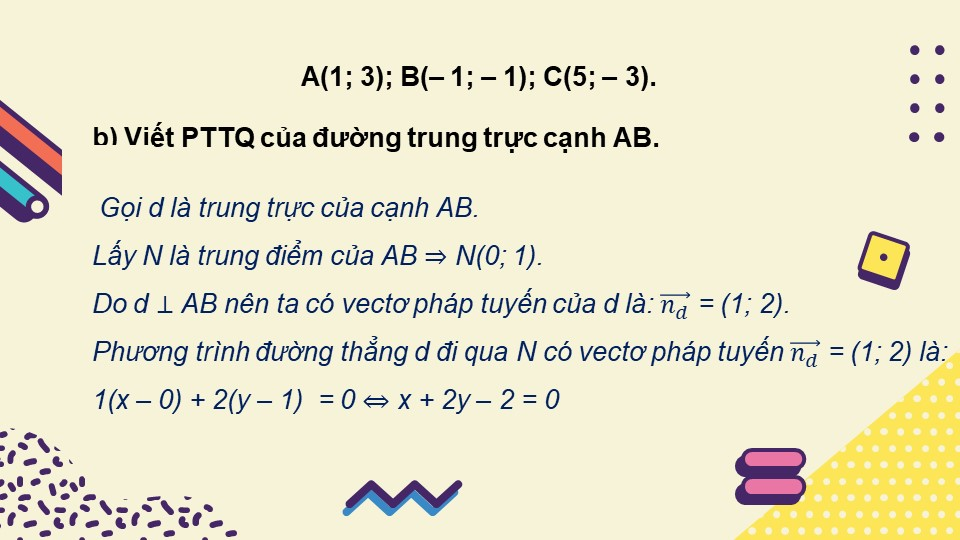 A(1; 3); B(– 1; – 1); C(5; – 3).
b) Viết PTTQ của đường trung trực cạnh AB.
Gọi d là trung trực của cạnh AB.
Lấy N là trung điểm của AB ⇒ N(0; 1).
Do d ⊥ AB nên ta có vectơ pháp tuyến của d là: $\overrightarrow{n_d}$ = (1; 2).
Phương trình đường thẳng d đi qua N có vectơ pháp tuyến $\overrightarrow{n_d}$ = (1; 2) là:
1(x – 0) + 2(y – 1) = 0 ⇔ x + 2y – 2 = 0